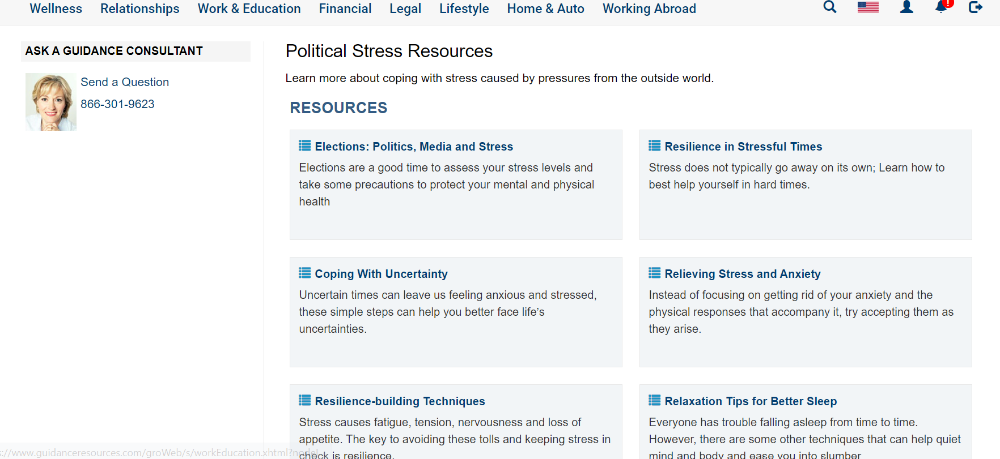 Wellness Relationships Work & Education Financial Legal Lifestyle Home & Auto Working Abroad
!
ASK A GUIDANCE CONSULTANT
Send a Question
866-301-9623
Political Stress Resources
Learn more about coping with stress caused by pressures from the outside world.
RESOURCES
Elections: Politics, Media and Stress
Elections are a good time to assess your stress levels and
take some precautions to protect your mental and physical
health
Resilience in Stressful Times
Stress does not typically go away on its own; Learn how to
best help yourself in hard times.
Coping With Uncertainty
Uncertain times can leave us feeling anxious and stressed,
these simple steps can help you better face life’s
uncertainties.
Relieving Stress and Anxiety
Instead of focusing on getting rid of your anxiety and the
physical responses that accompany it, try accepting them as
they arise.
Resilience-building Techniques
Stress causes fatigue, tension, nervousness and loss of
appetite. The key to avoiding these tolls and keeping stress in
check is resilience.
Relaxation Tips for Better Sleep
Everyone has trouble falling asleep from time to time.
However, there are some other techniques that can help quiet
mind and body and ease you into slumber
s://www.guidanceresources.com/groWeb/s/workEducation.xhtml?nodeI